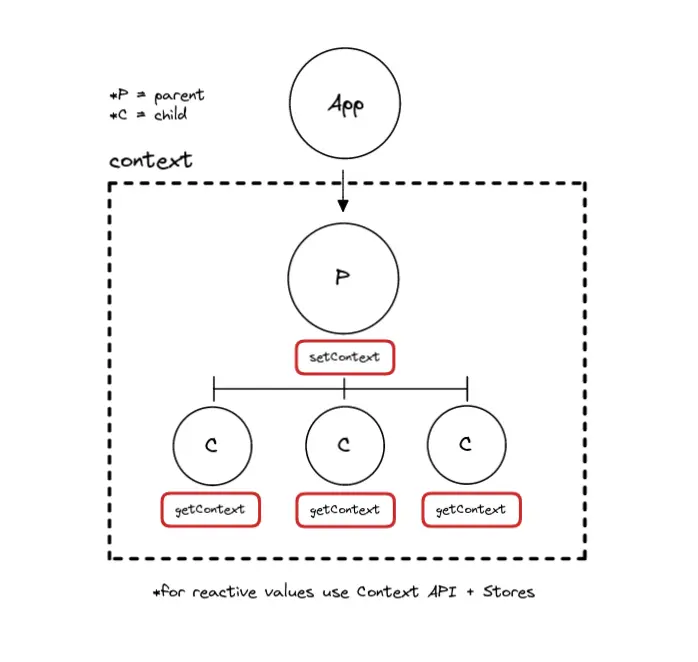 App
*P = parent
*C = child
context
P
setContext
C
C
C
getContext
getContext
getContext
*for reactive values use Context API + Stores